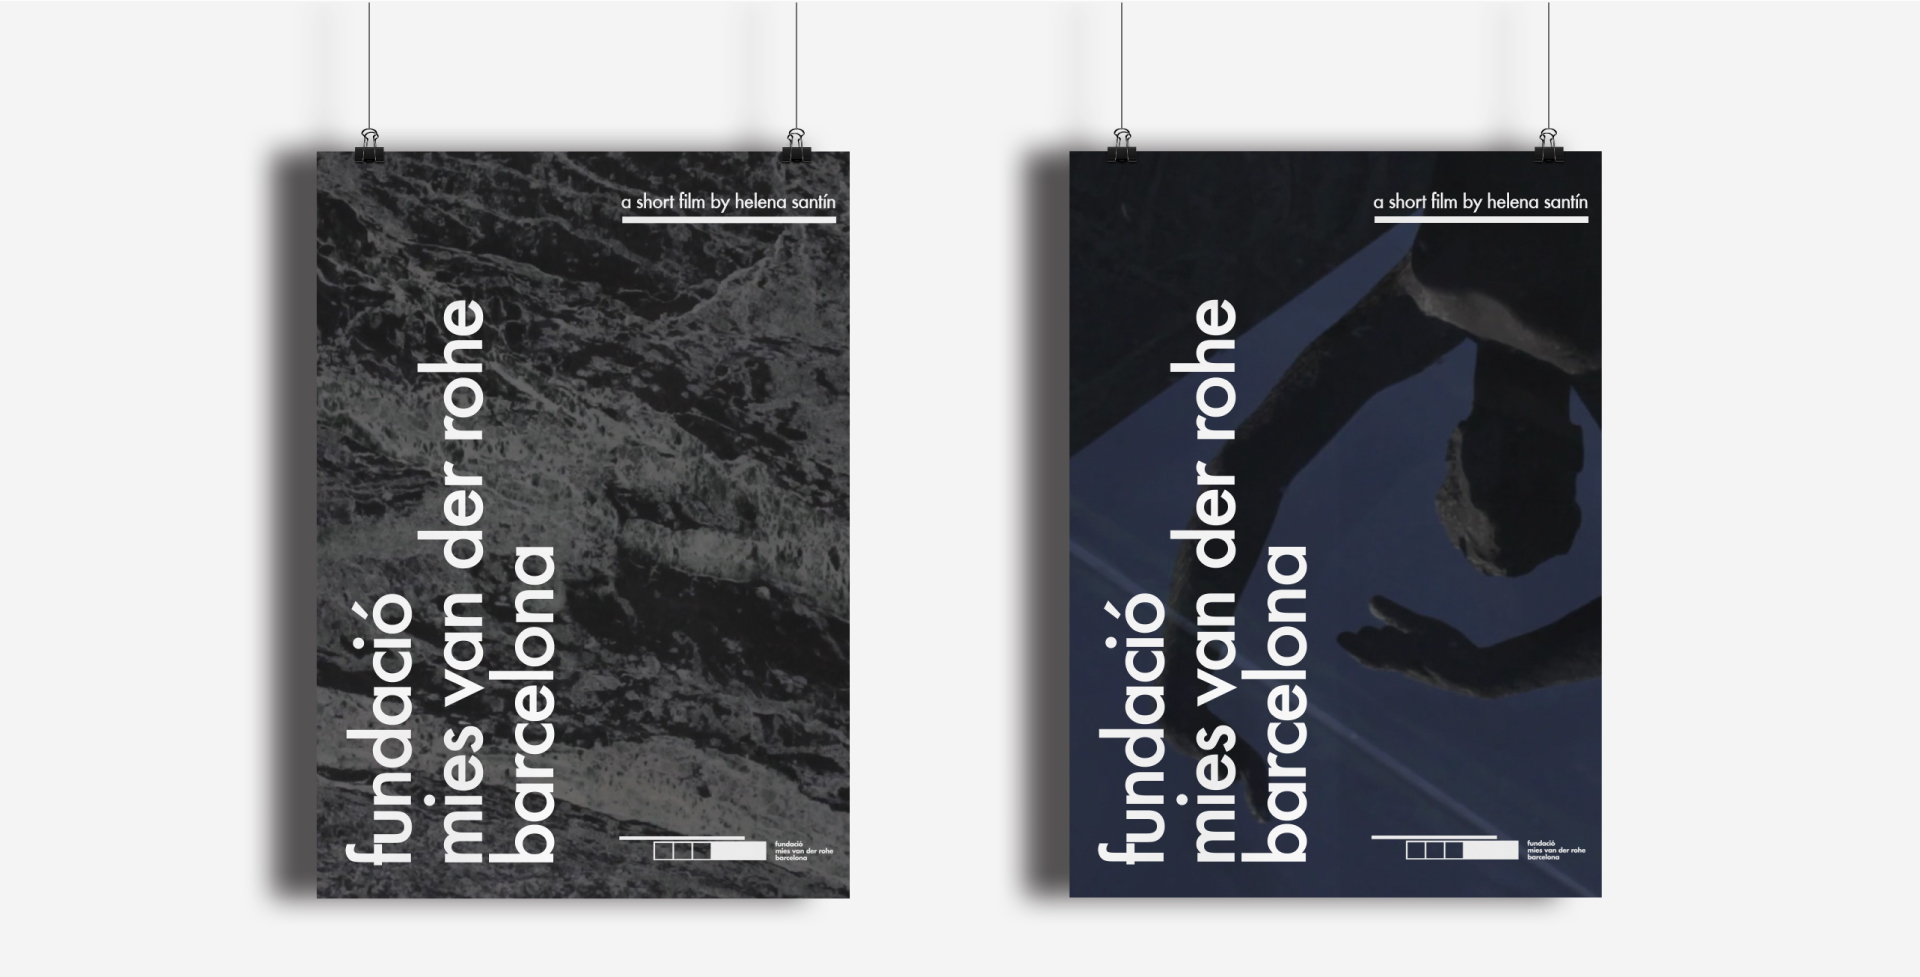 a short film by helena santín
fundació
mies van der rohe
barcelona
fundació
mies van der rohe
barcelona
a short film by helena santín
fundació
mies van der rohe
barcelona
fundació
mies van der rohe
barcelona